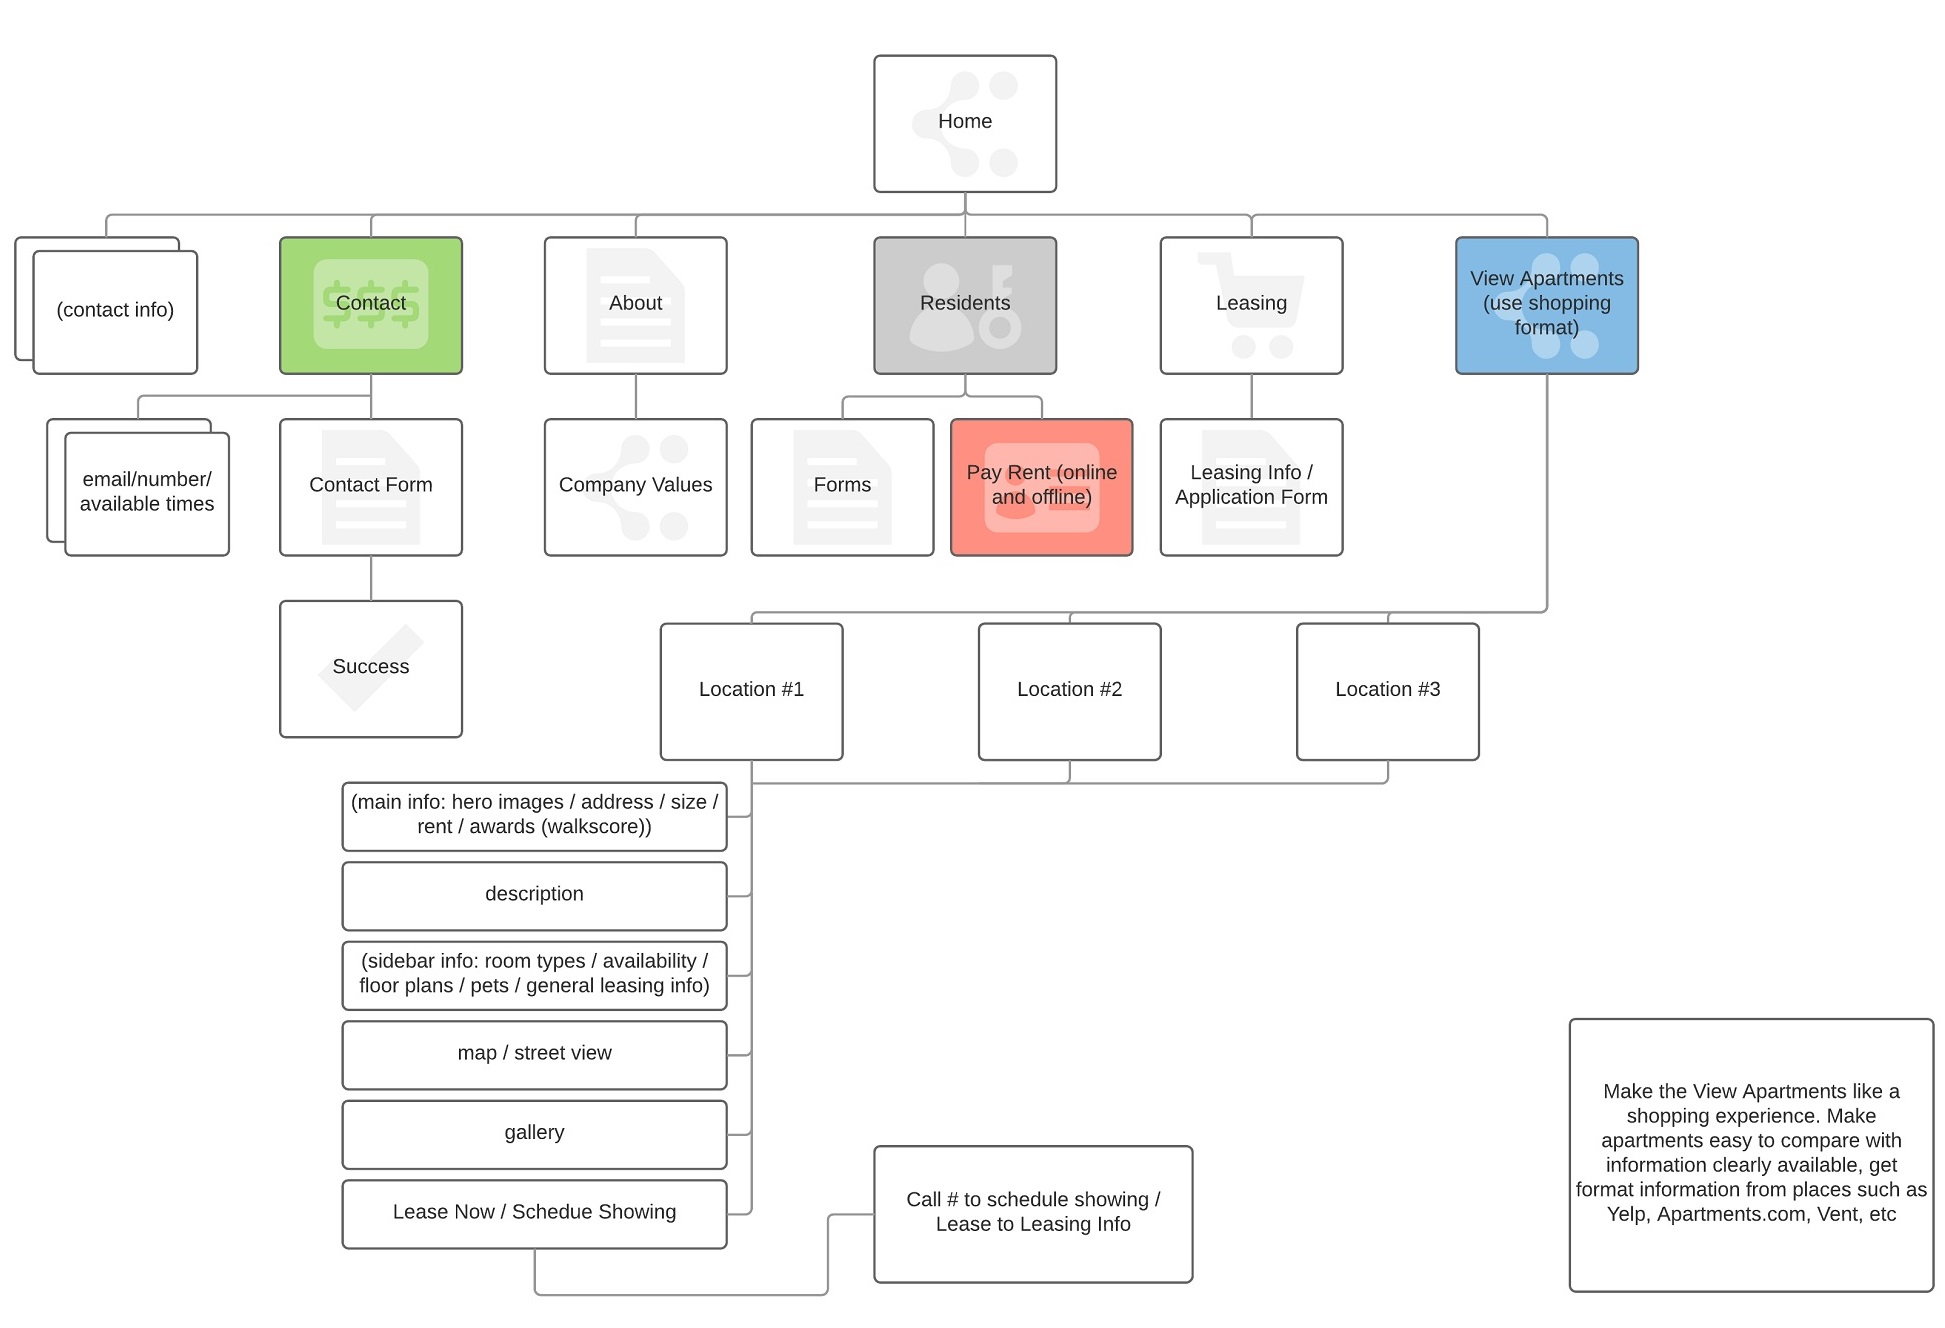 Home
(contact info)
Contact
About
Residents
Leasing
View Apartments
(use shopping
format)
email/number/
available times
Contact Form
Company Values
Forms
Pay Rent (online
and offline)
Leasing Info /
Application Form
Success
Location #1
Location #2
Location #3
(main info: hero images / address / size /
rent / awards (walkscore))
description
(sidebar info: room types / availability /
floor plans / pets / general leasing info)
map / street view
gallery
Lease Now / Schedue Showing
Call # to schedule showing /
Lease to Leasing Info
Make the View Apartments like a
shopping experience. Make
apartments easy to compare with
information clearly available, get
format information from places such as
Yelp, Apartments.com, Vent, etc